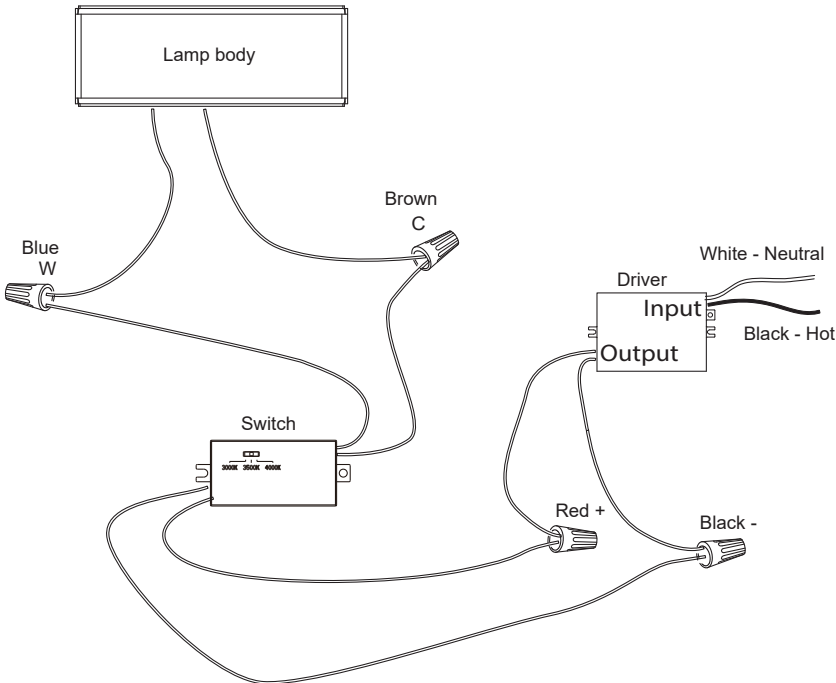 Lamp body
Brown
C
Blue
W
White - Neutral
Driver
Input
Black - Hot
Output
Switch
3000K 3500K 4000K
Red +
Black -